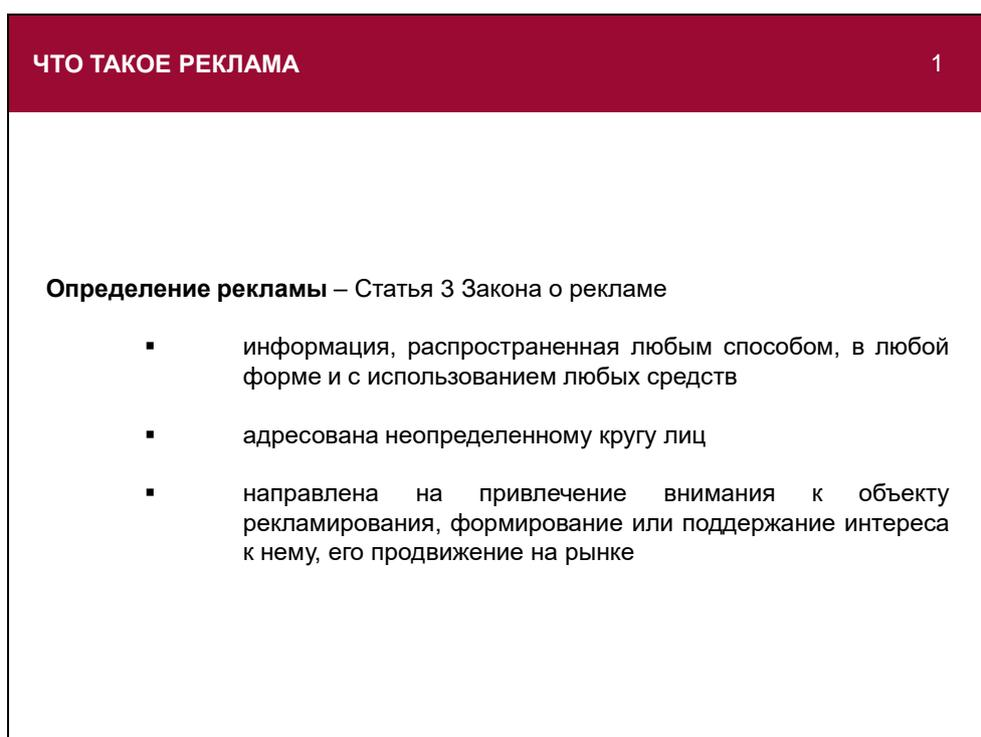 ЧТО ТАКОЕ РЕКЛАМА 1
Определение рекламы – Статья 3 Закона о рекламе
▪ информация, распространенная любым способом, в любой
форме и с использованием любых средств
▪ адресована неопределенному кругу лиц
▪ направлена на привлечение внимания к объекту
рекламирования, формирование или поддержание интереса
к нему, его продвижение на рынке